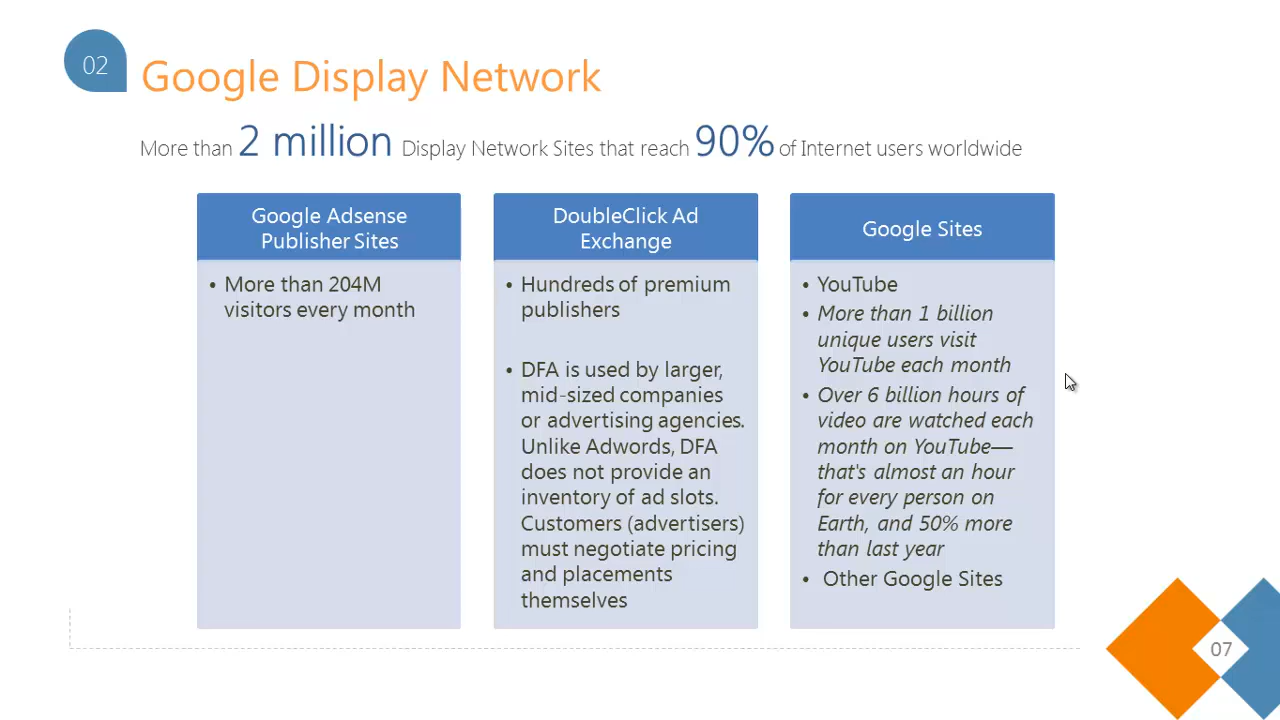 02
Google Display Network
More than 2 million Display Network Sites that reach 90% of Internet users worldwide
Google Adsense
Publisher Sites
• More than 204M
visitors every month
DoubleClick Ad
Exchange
• Hundreds of premium
publishers
• DFA is used by larger,
mid-sized companies
or advertising agencies.
Unlike Adwords, DFA
does not provide an
inventory of ad slots.
Customers (advertisers)
must negotiate pricing
and placements
themselves
Google Sites
• YouTube
• More than 1 billion
unique users visit
YouTube each month
• Over 6 billion hours of
video are watched each
month on YouTube—
that's almost an hour
for every person on
Earth, and 50% more
than last year
• Other Google Sites
07